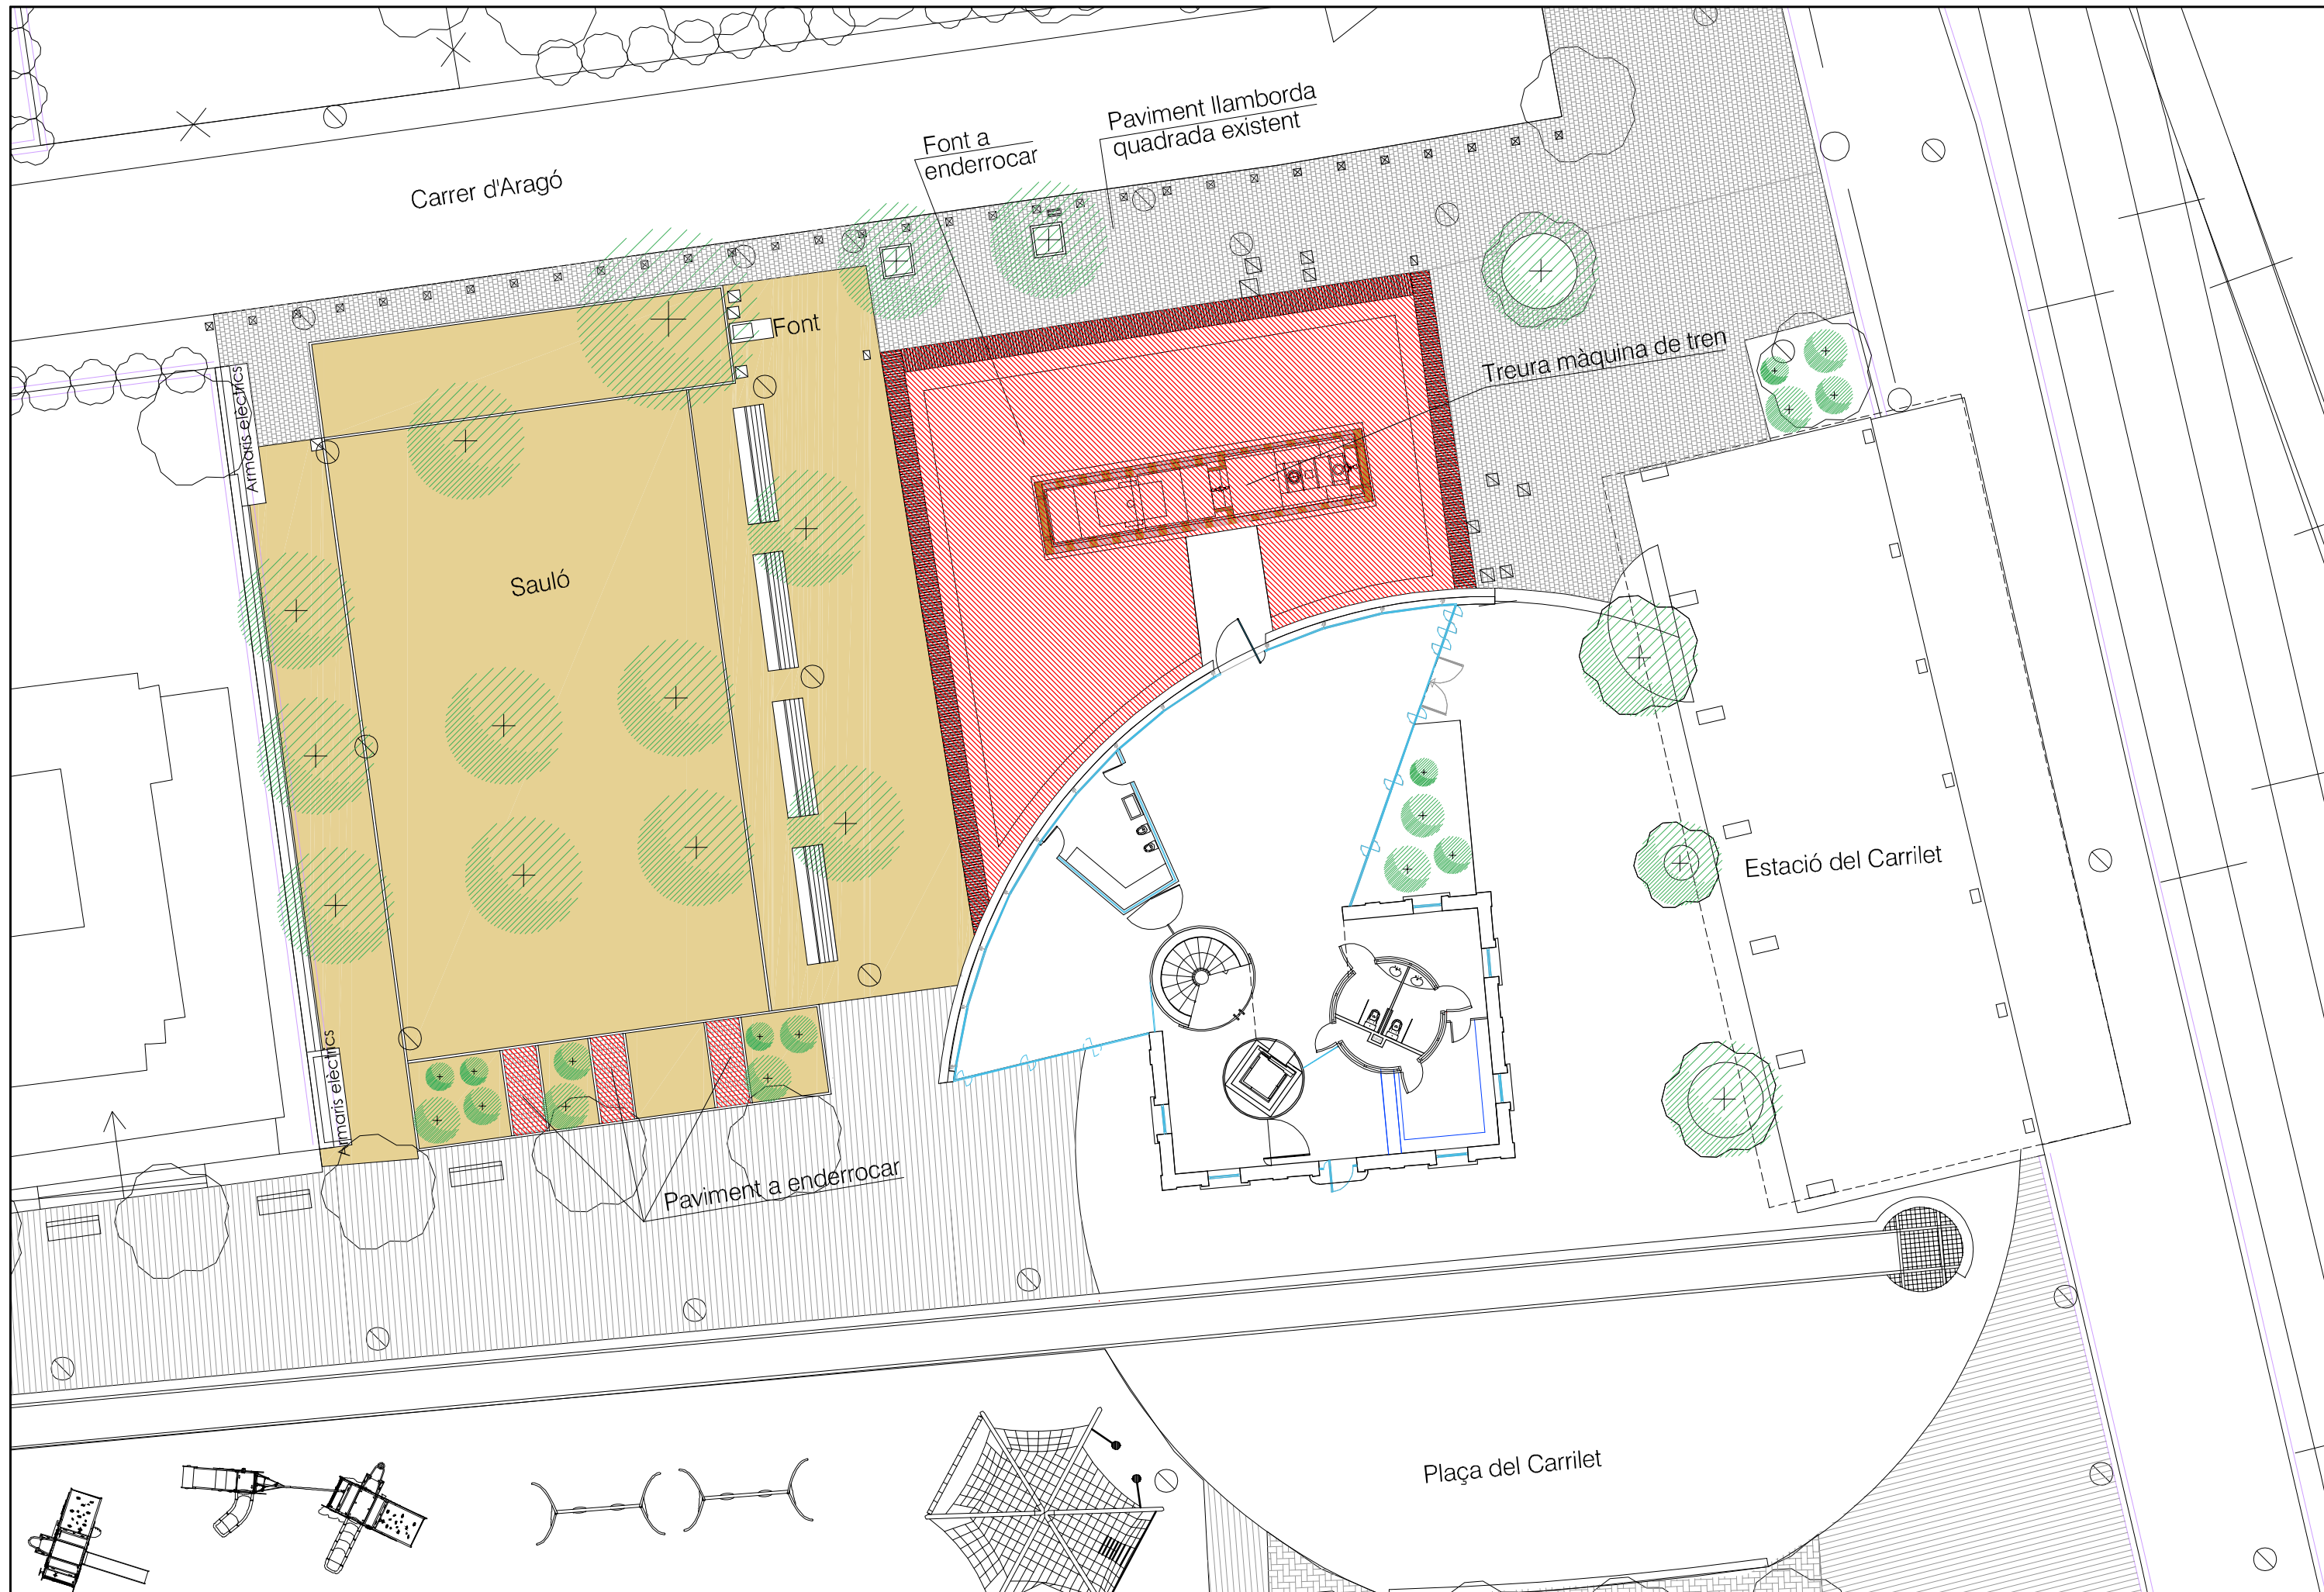 Carrer d'Aragó
Font a
enderrocar
Paviment llamborda
quadrada existent
Font
Treura màquina de tren
Armaris elèctrics
Sauló
Estació del Carrilet
Armaris elèctrics
Paviment a enderrocar
Plaça del Carrilet